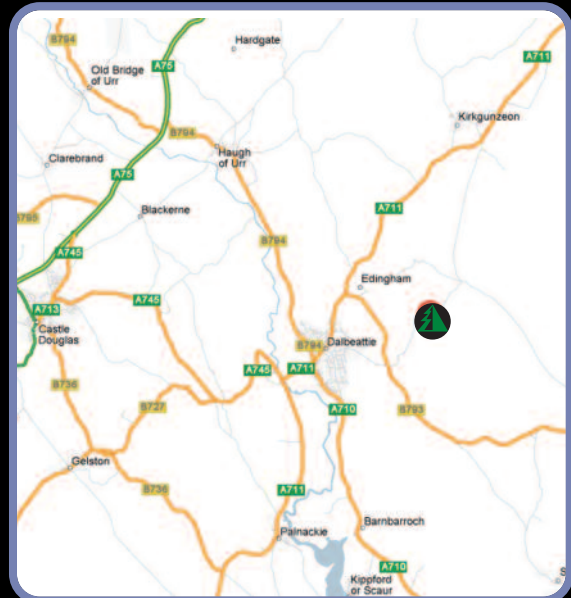 B794
Hardgate
A75
A711
Old Bridge
of Urr
Kirkgunzeon
B794
Haugh
of Urr
Clarebrand
A75
Blackerne
A711
B795
B794
A745
Edingham
A745
A713
Castle
Douglas
B794
Dalbeattie
A711
A745
B736
B727
A710
B793
Gelston
B736
A711
Barnbarroch
Palnackie
A710
Kippford
or Scaur
S